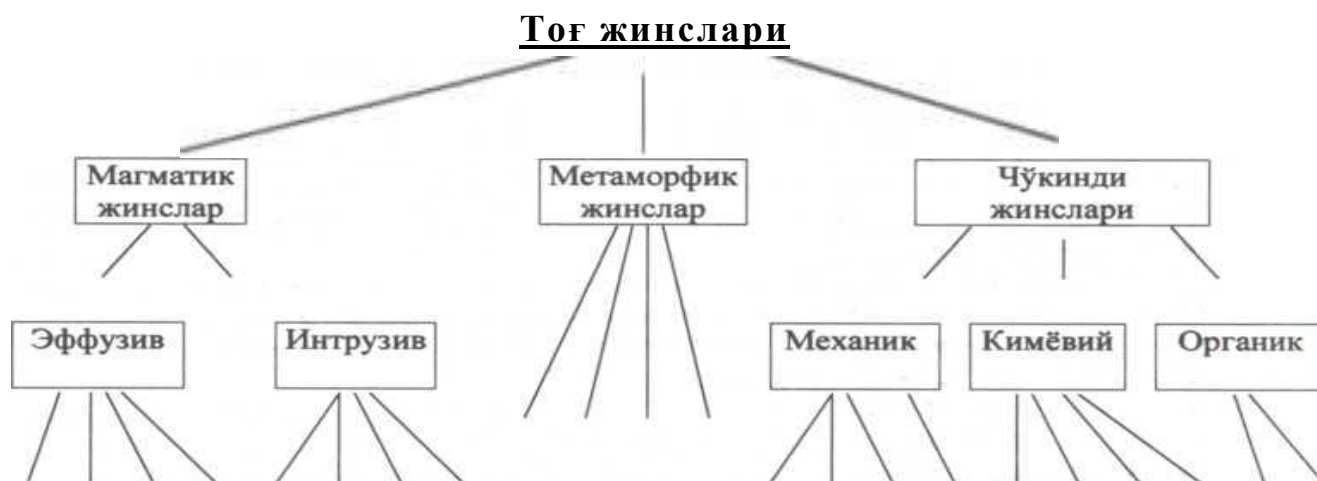 Тоғ жинслари
Магматик
жинслар
Метаморфик
жинслар
Чўкинди
жинслари
Эффузив
Интрузив
Механик
Кимёвий
Органик